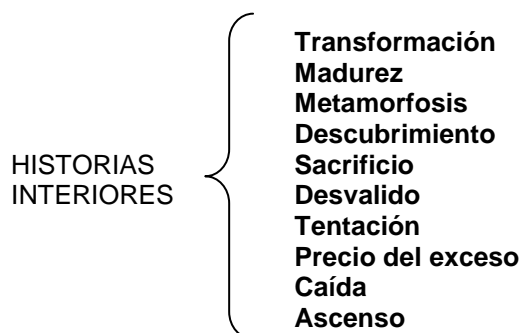 HISTORIAS
INTERIORES
Transformación
Madurez
Metamorfosis
Descubrimiento
Sacrificio
Desvalido
Tentación
Precio del exceso
Caída
Ascenso